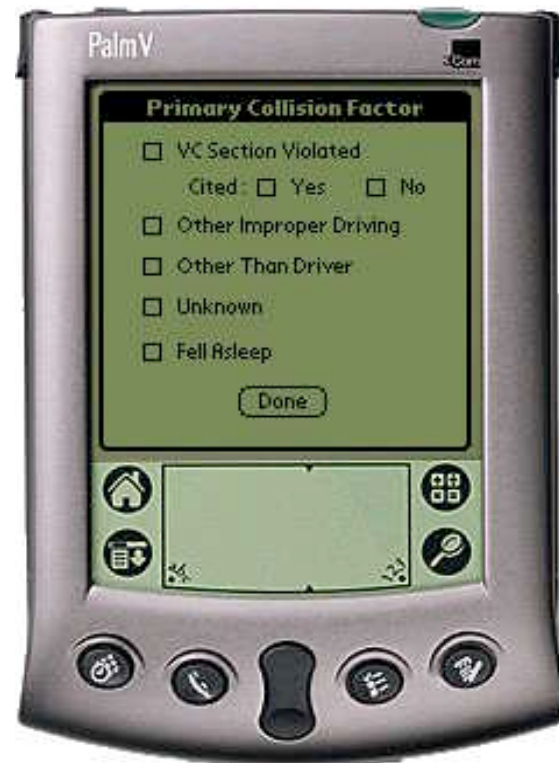 PalmV
3Com
Primary Collision Factor
VC Section Violated
Cited: Yes No
Other Improper Driving
Other Than Driver
Unknown
Fell Asleep
Done